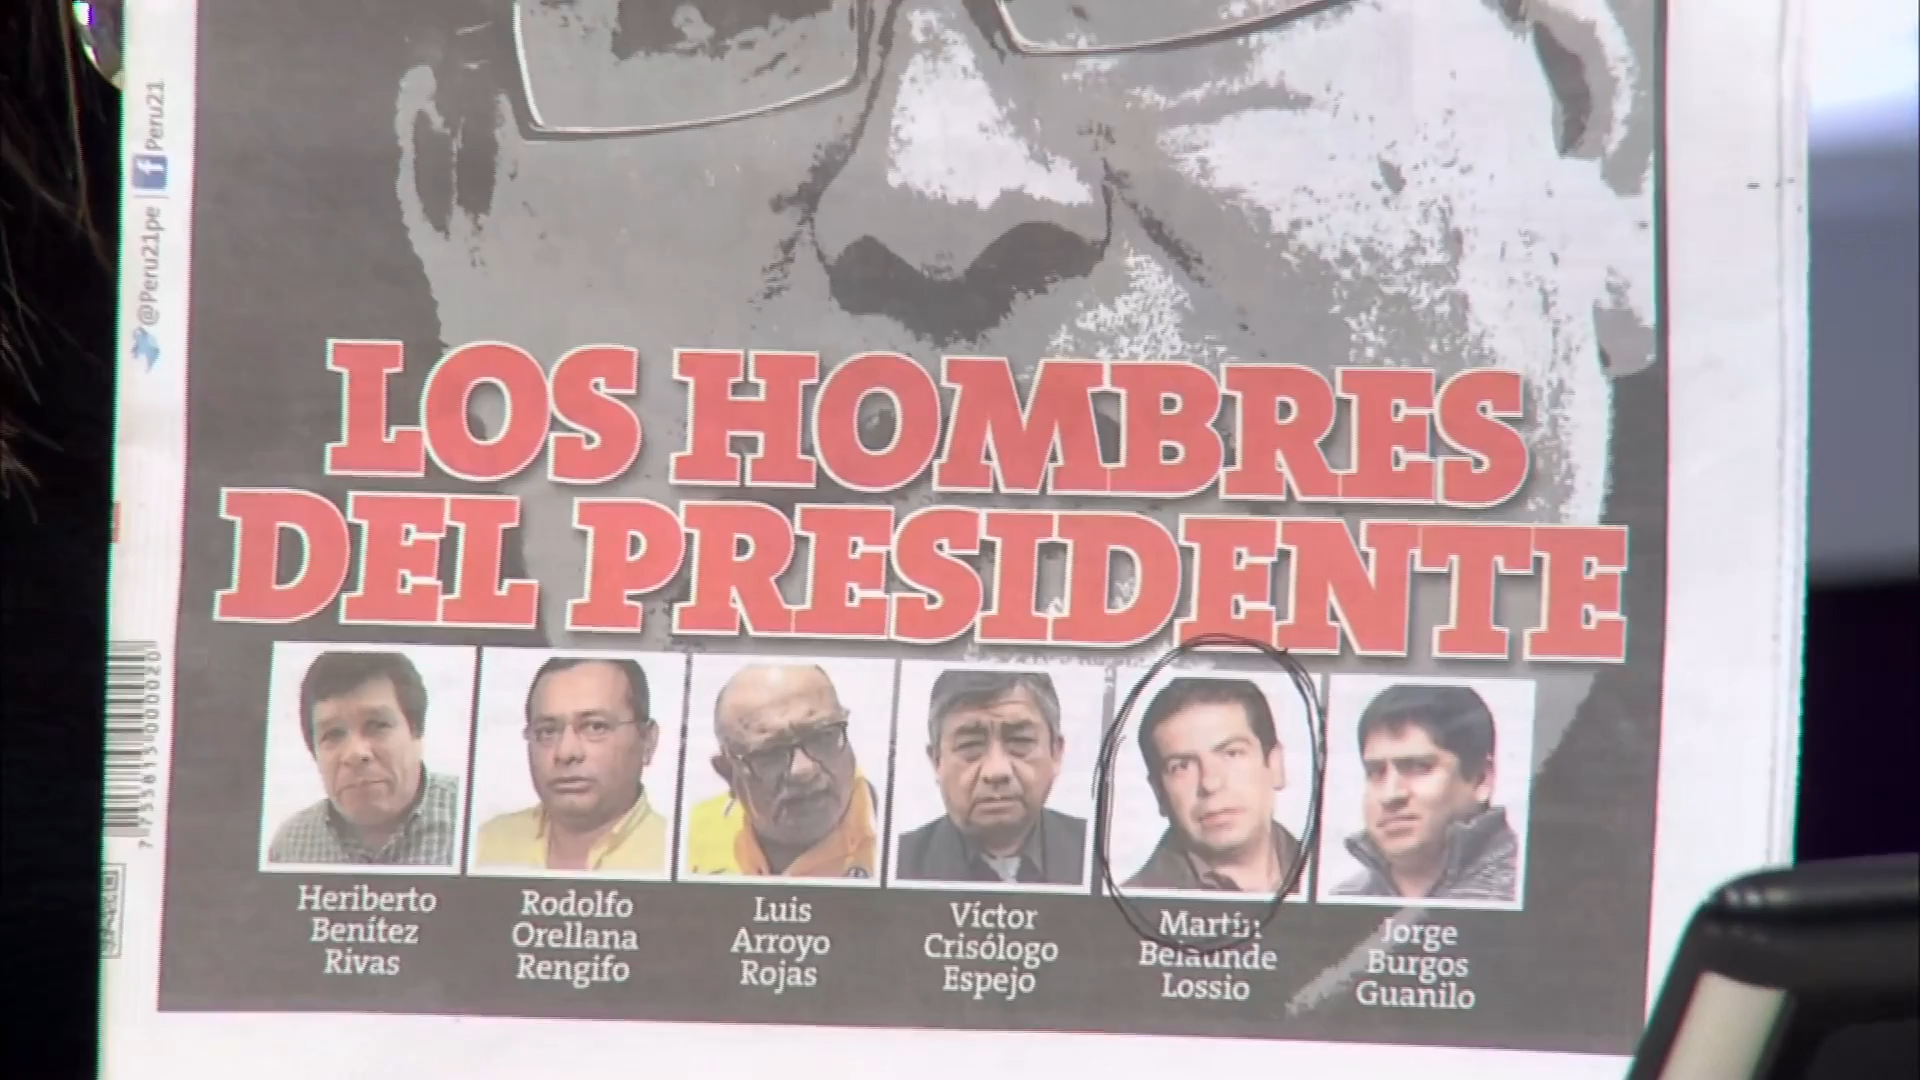 @Peru21pe | f Peru21
LOS HOMBRES
DEL PRESIDENTE
Heriberto
Benítez
Rivas
Rodolfo
Orellana
Rengifo
Luis
Arroyo
Rojas
Víctor
Crisólogo
Espejo
Martín
Belaunde
Lossio
Jorge
Burgos
Guanilo